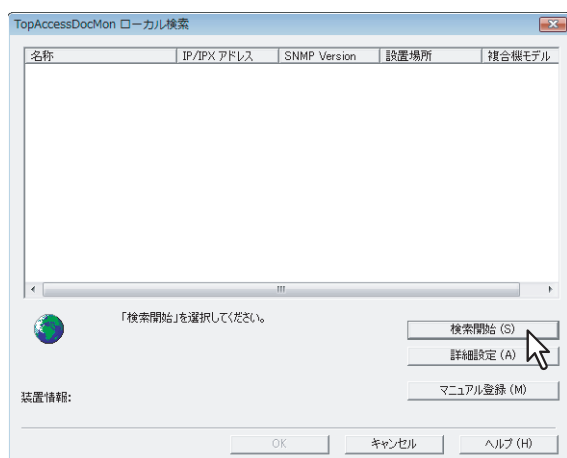 TopAccessDocMon ローカル検索
名称 IP/IPX アドレス SNMP Version 設置場所 複合機モデル
「検索開始」を選択してください。
検索開始 (S)
詳細設定 (A)
マニュアル登録 (M)
装置情報:
OK キャンセル ヘルプ (H)